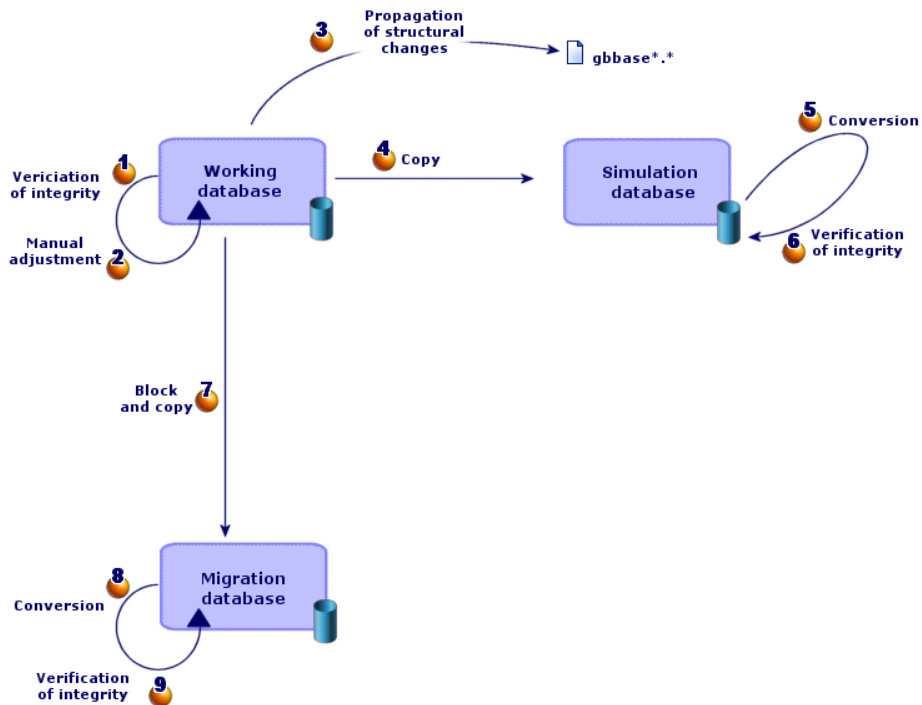 3
Propagation
of structural
changes
gbbase*.*
1
Vericiation
of integrity
Working
database
4
Copy
Simulation
database
5
Conversion
Manual
adjustment
2
6
Verification
of integrity
Block
and copy
7
8
Conversion
Migration
database
Verification
of integrity
9